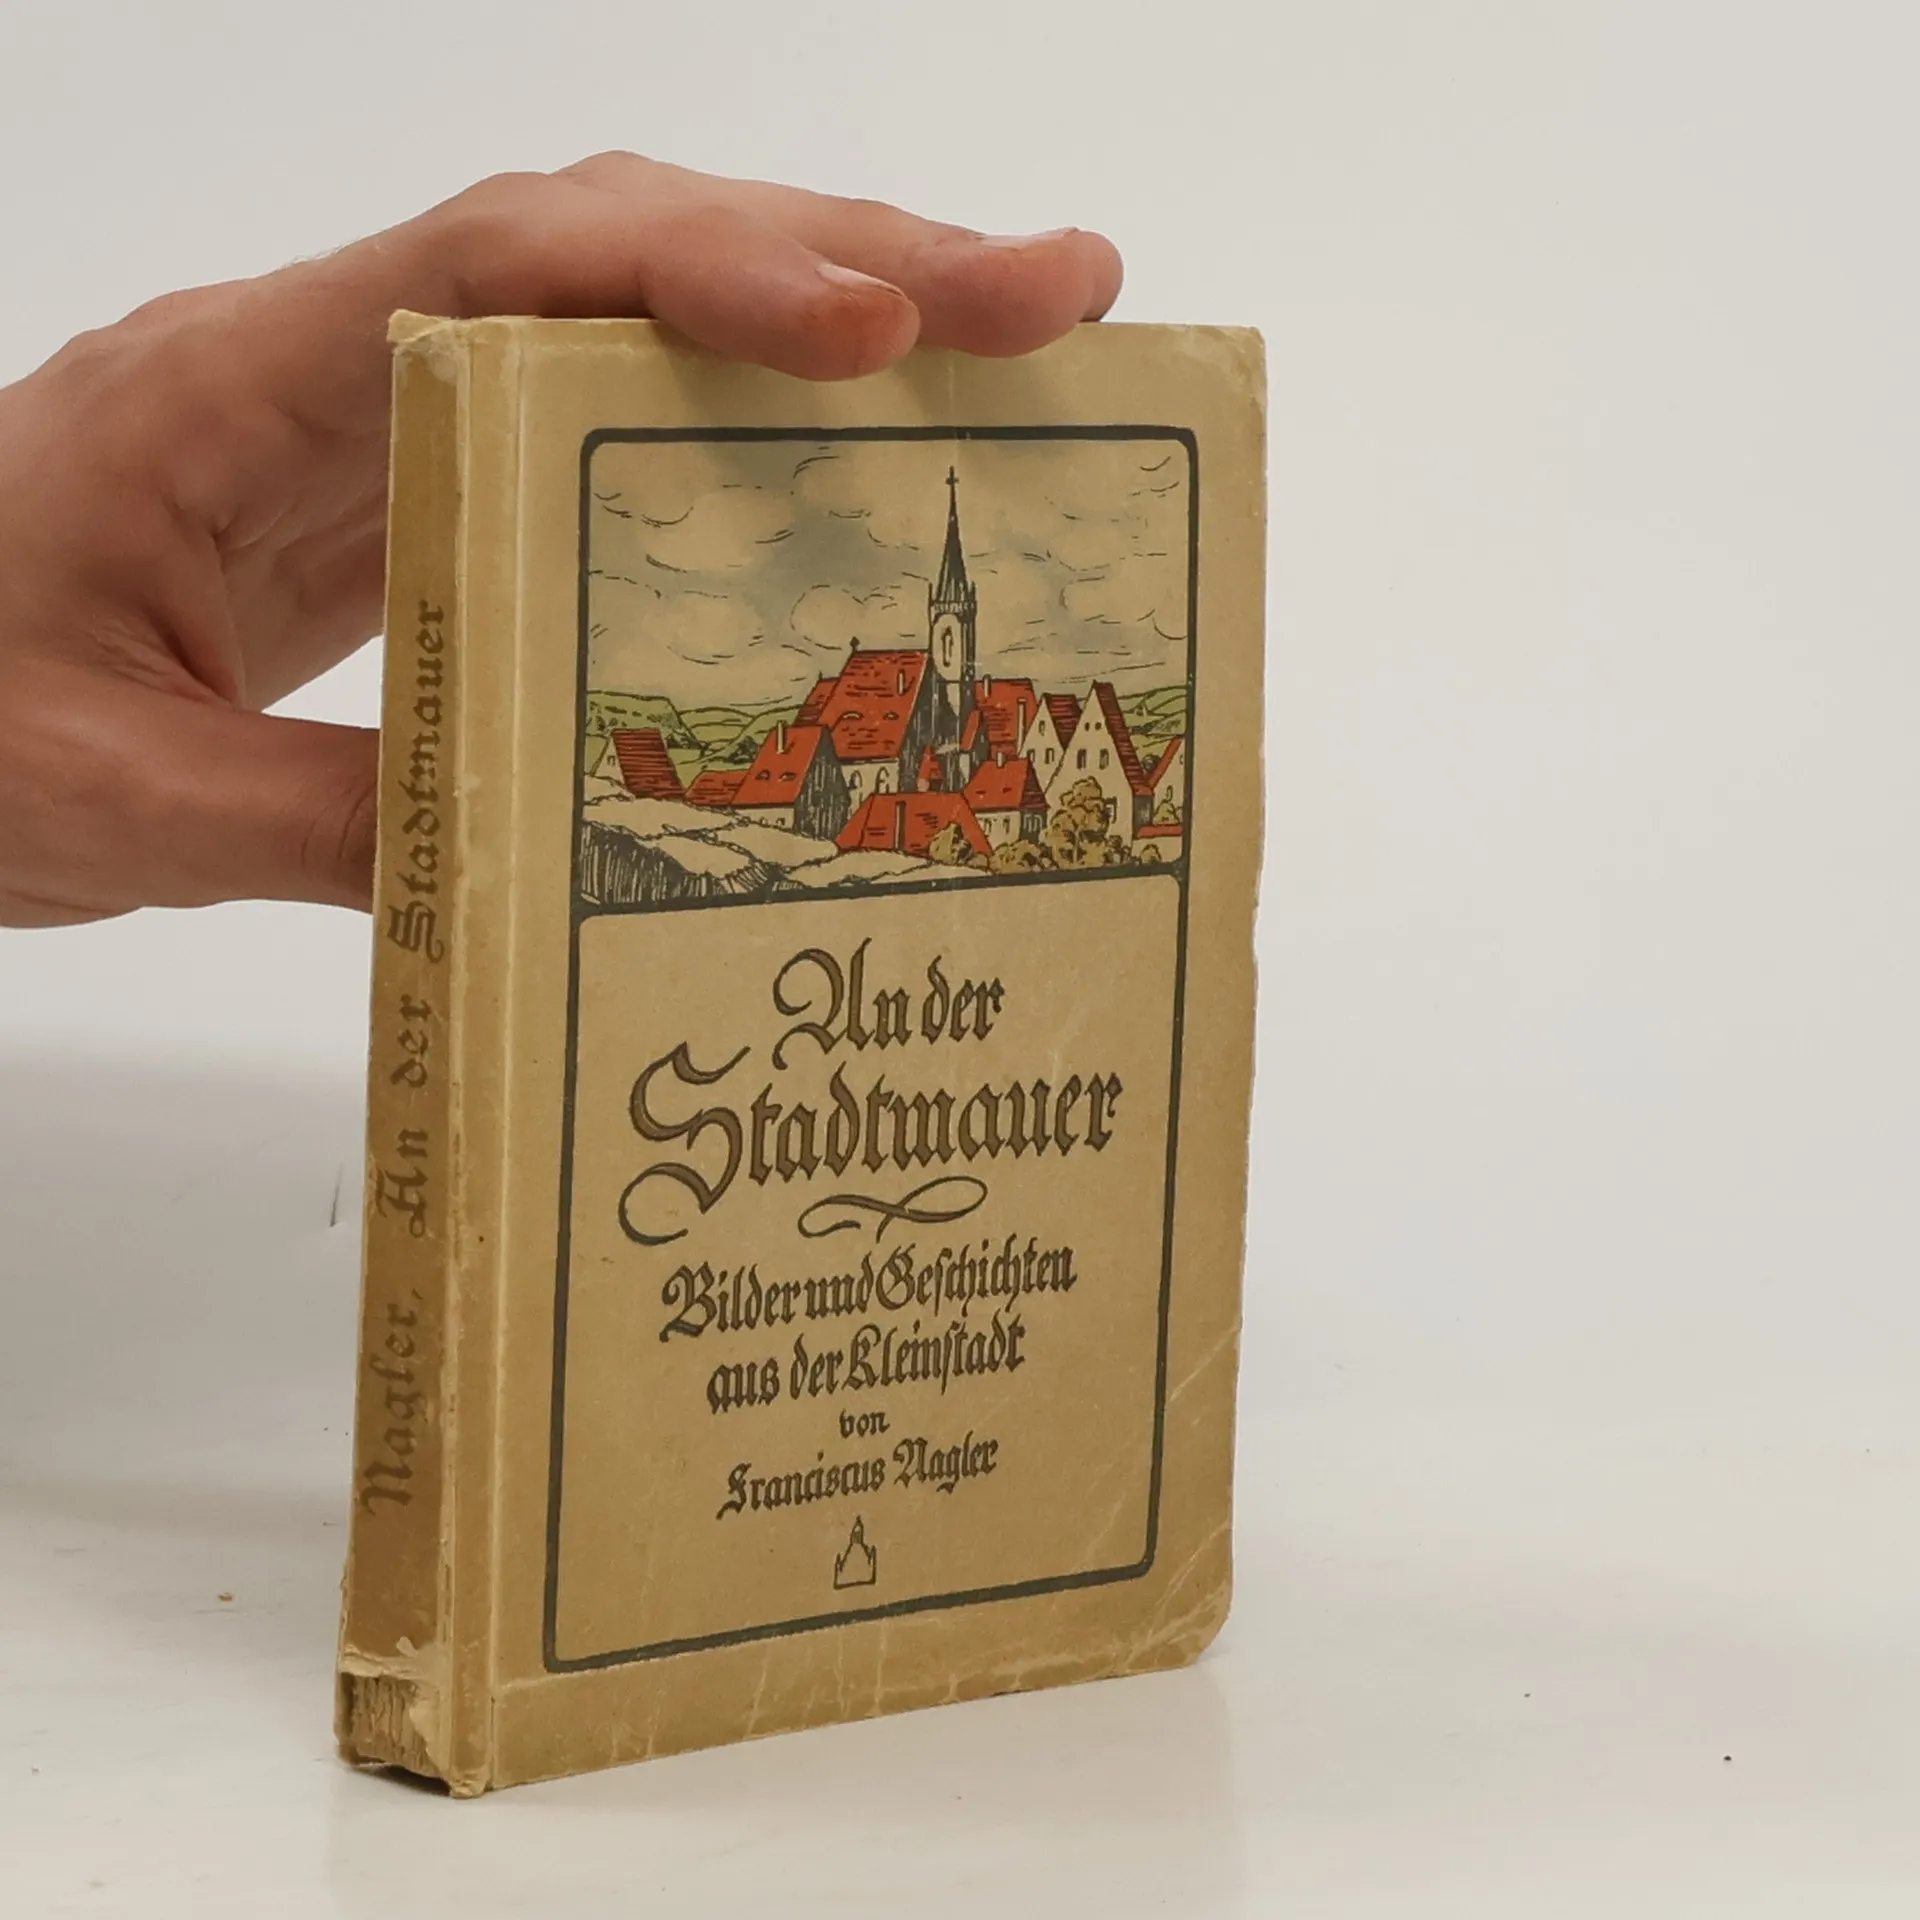 Nagler, An der Stadtmauer
An der
Stadtmauer
Bilder und Geschichten
aus der Kleinstadt
von
Franciscus Nagler